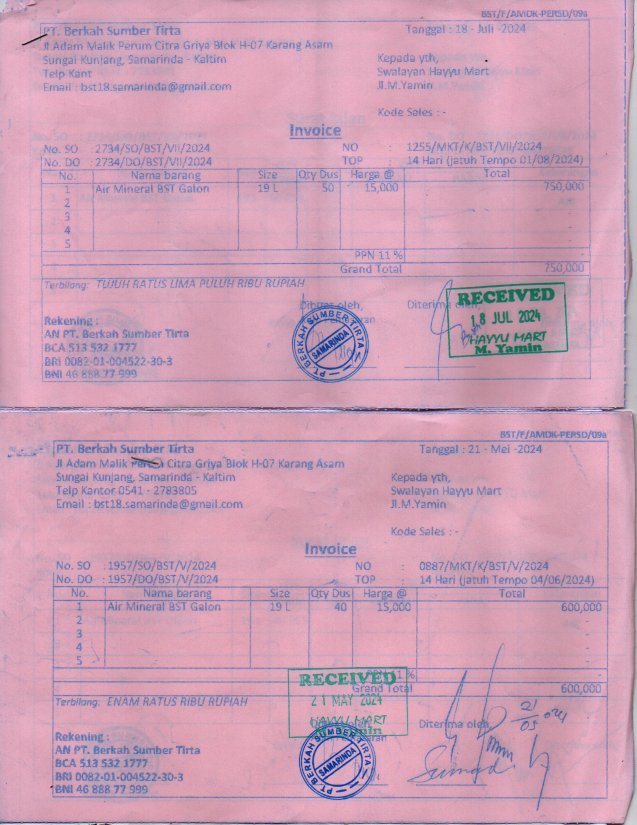 BST/F/AMDK-PERSD/09a
PT. Berkah Sumber Tirta
Tanggal : 18 - Juli -2024
Jl Adam Malik Perum Citra Griya Blok H-07 Karang Asam
Sungai Kunjang, Samarinda - Kaltim
Kepada yth,
Telp Kant
Swalayan Hayyu Mart
Email : bst18.samarinda@gmail.com
Jl.M.Yamin
Kode Sales : -
Invoice
No. SO : 2734/SO/BST/VII/2024 NO : 1255/MKT/K/BST/VII/2024
No. DO : 2734/DO/BST/VII/2024 TOP : 14 Hari (jatuh Tempo 01/08/2024)
No. Nama barang Size Qty Dus Harga @ Total
1 Air Mineral BST Galon 19 L 50 15,000 750,000
2 -
3 -
4 -
5 -
PPN 11 % -
Grand Total 750,000
Terbilang: TUJUH RATUS LIMA PULUH RIBU RUPIAH
Dibuat oleh, Diterima oleh,
RECEIVED
18 JUL 2024
HAYYU MART
M. Yamin
PT. BERKAH SUMBER TIRTA
SAMARINDA
Rekening :
AN PT. Berkah Sumber Tirta
BCA 513 532 1777
BRI 0082-01-004522-30-3
BNI 46 888 77 999
BST/F/AMDK-PERSD/09a
PT. Berkah Sumber Tirta
Tanggal : 21 - Mei -2024
Jl Adam Malik Perum Citra Griya Blok H-07 Karang Asam
Sungai Kunjang, Samarinda - Kaltim
Kepada yth,
Telp Kantor 0541 - 2783805
Swalayan Hayyu Mart
Email : bst18.samarinda@gmail.com
Jl.M.Yamin
Kode Sales : -
Invoice
No. SO : 1957/SO/BST/V/2024 NO : 0887/MKT/K/BST/V/2024
No. DO : 1957/DO/BST/V/2024 TOP : 14 Hari (jatuh Tempo 04/06/2024)
No. Nama barang Size Qty Dus Harga @ Total
1 Air Mineral BST Galon 19 L 40 15,000 600,000
2 -
3 -
4 -
5 -
PPN 11 % -
Grand Total 600,000
Terbilang: ENAM RATUS RIBU RUPIAH
RECEIVED
21 MAY 2024
HAYYU MART
Diterima oleh,
PT. BERKAH SUMBER TIRTA
SAMARINDA
Rekening :
AN PT. Berkah Sumber Tirta
BCA 513 532 1777
BRI 0082-01-004522-30-3
BNI 46 888 77 999